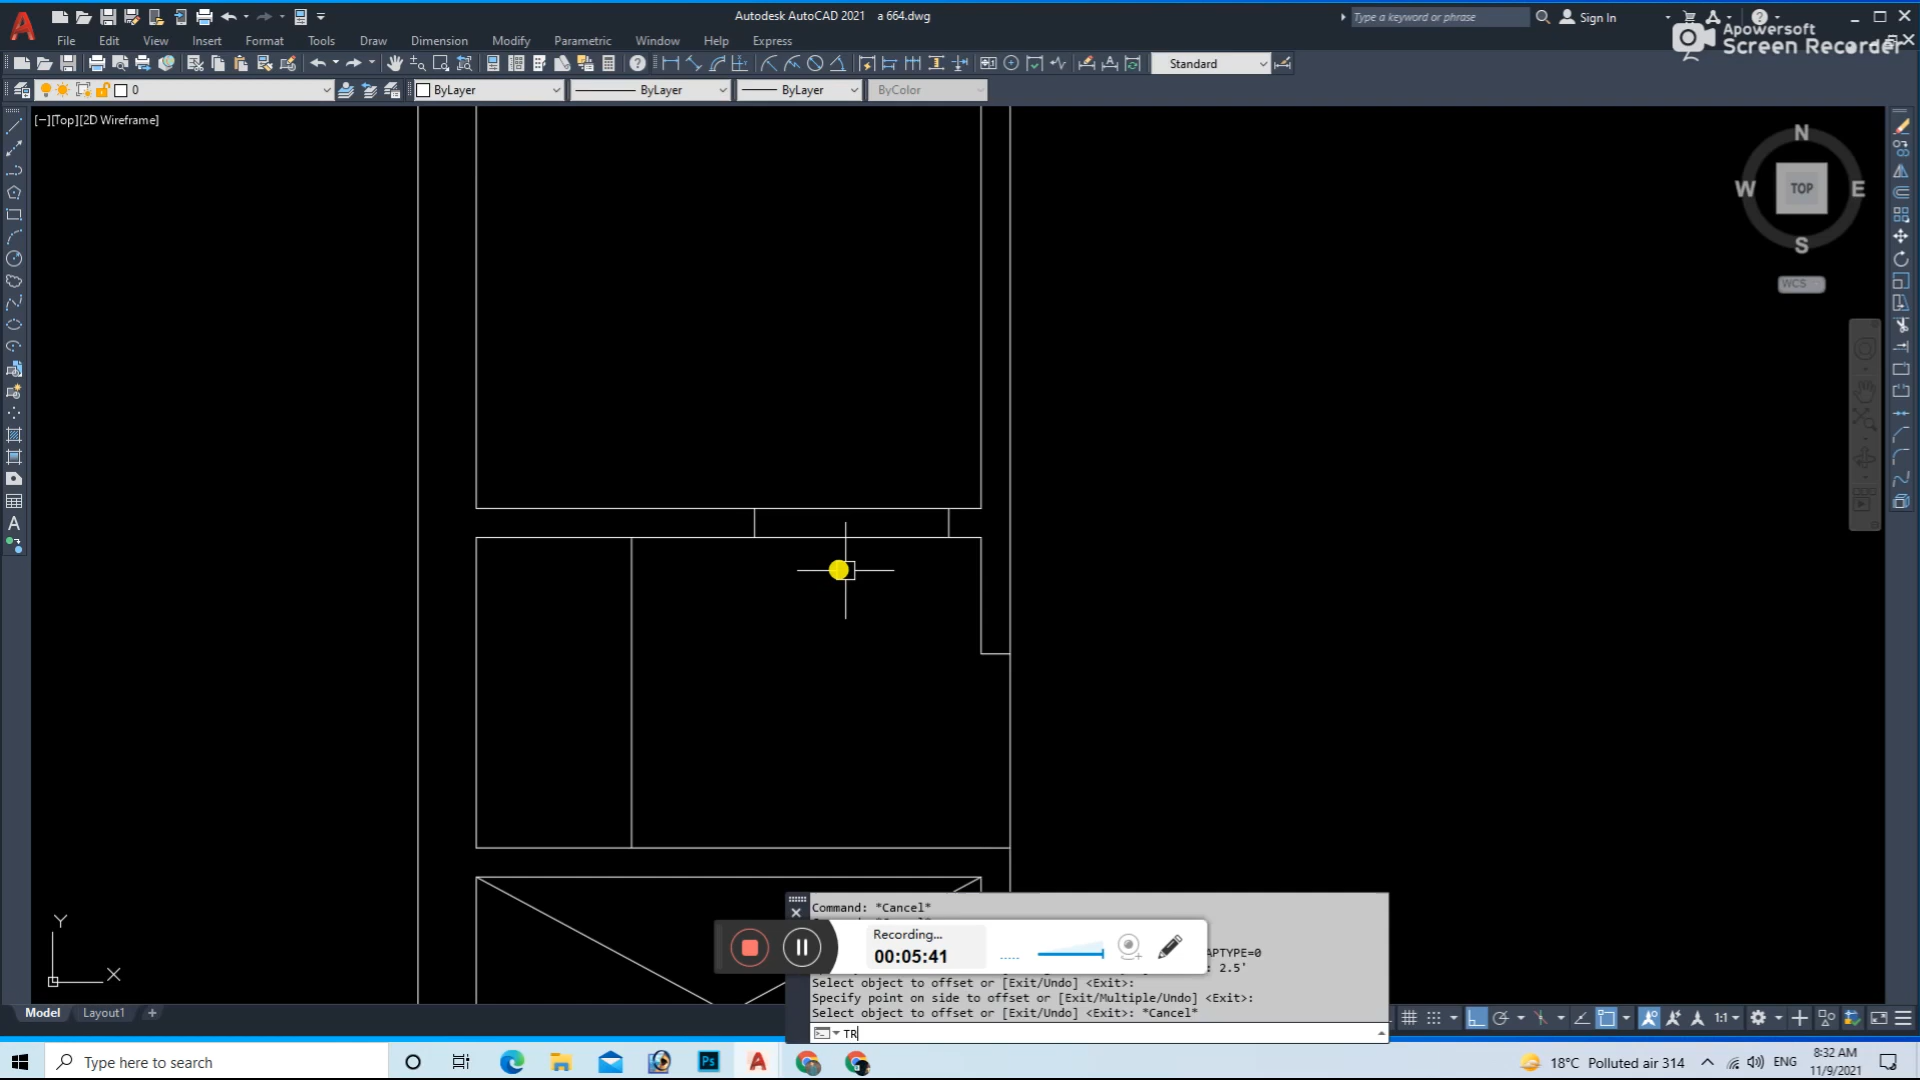 Autodesk AutoCAD 2021 a 664.dwg
Type a keyword or phrase
Sign In
File Edit View Insert Format Tools Draw Dimension Modify Parametric Window Help Express
Apowersoft
Screen Recorder
Standard
0
ByLayer
ByLayer
ByLayer
ByColor
[−][Top][2D Wireframe]
N
W
TOP
E
S
WCS
Y
X
Command: *Cancel*
Recording...
00:05:41
APTYPE=0
: 2.5'
Select object to offset or [Exit/Undo] <Exit>:
Specify point on side to offset or [Exit/Multiple/Undo] <Exit>:
Select object to offset or [Exit/Undo] <Exit>: *Cancel*
TR
Model
Layout1
1:1
Type here to search
18°C Polluted air 314
ENG
8:32 AM
11/9/2021